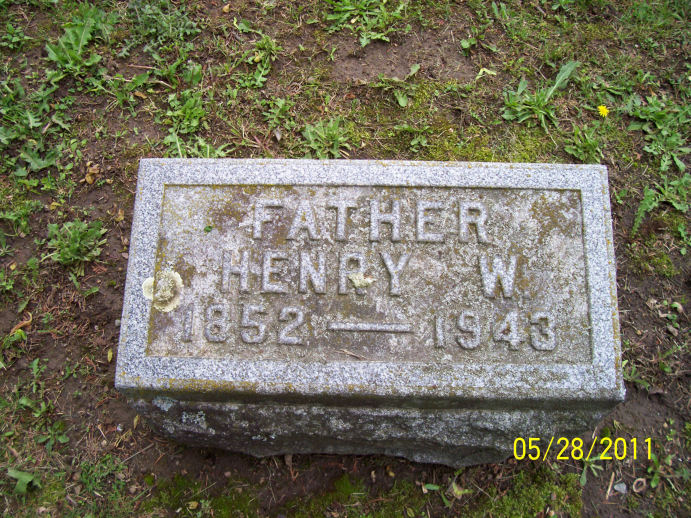 FATHER
HENRY W.
1852 — 1943
05/28/2011